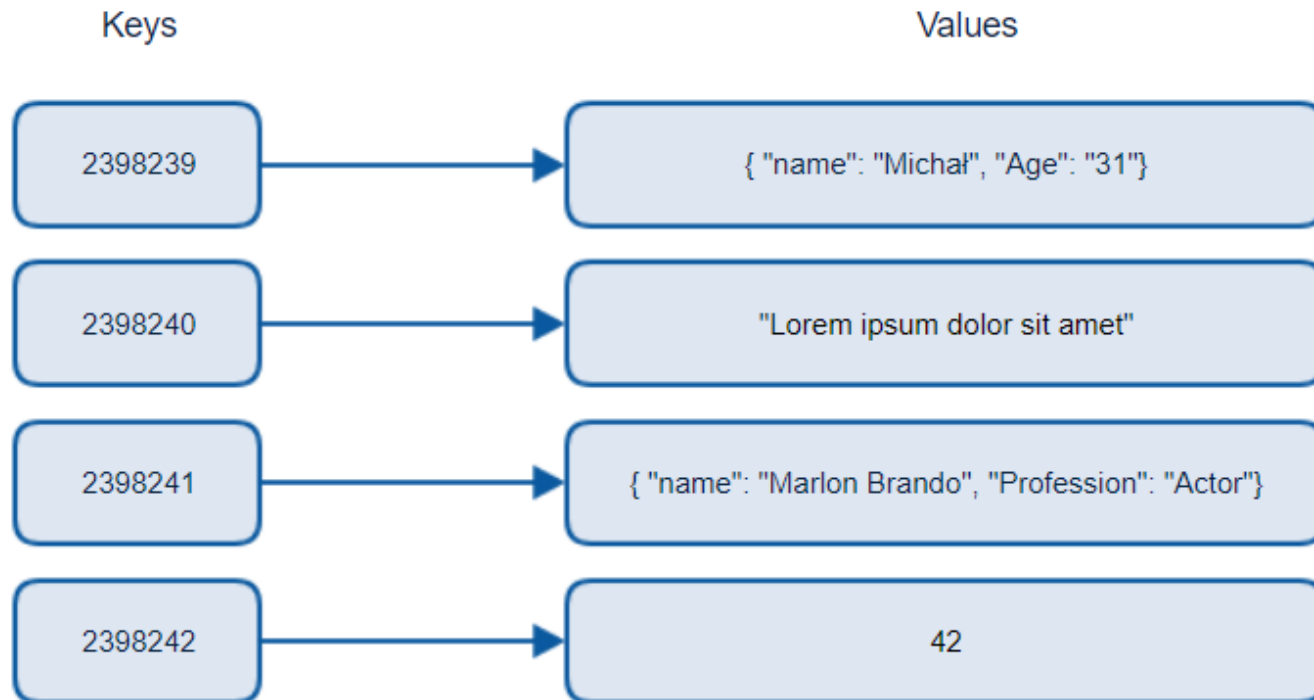 Keys
Values
2398239
{ "name": "Michał", "Age": "31"}
2398240
"Lorem ipsum dolor sit amet"
2398241
{ "name": "Marlon Brando", "Profession": "Actor"}
2398242
42